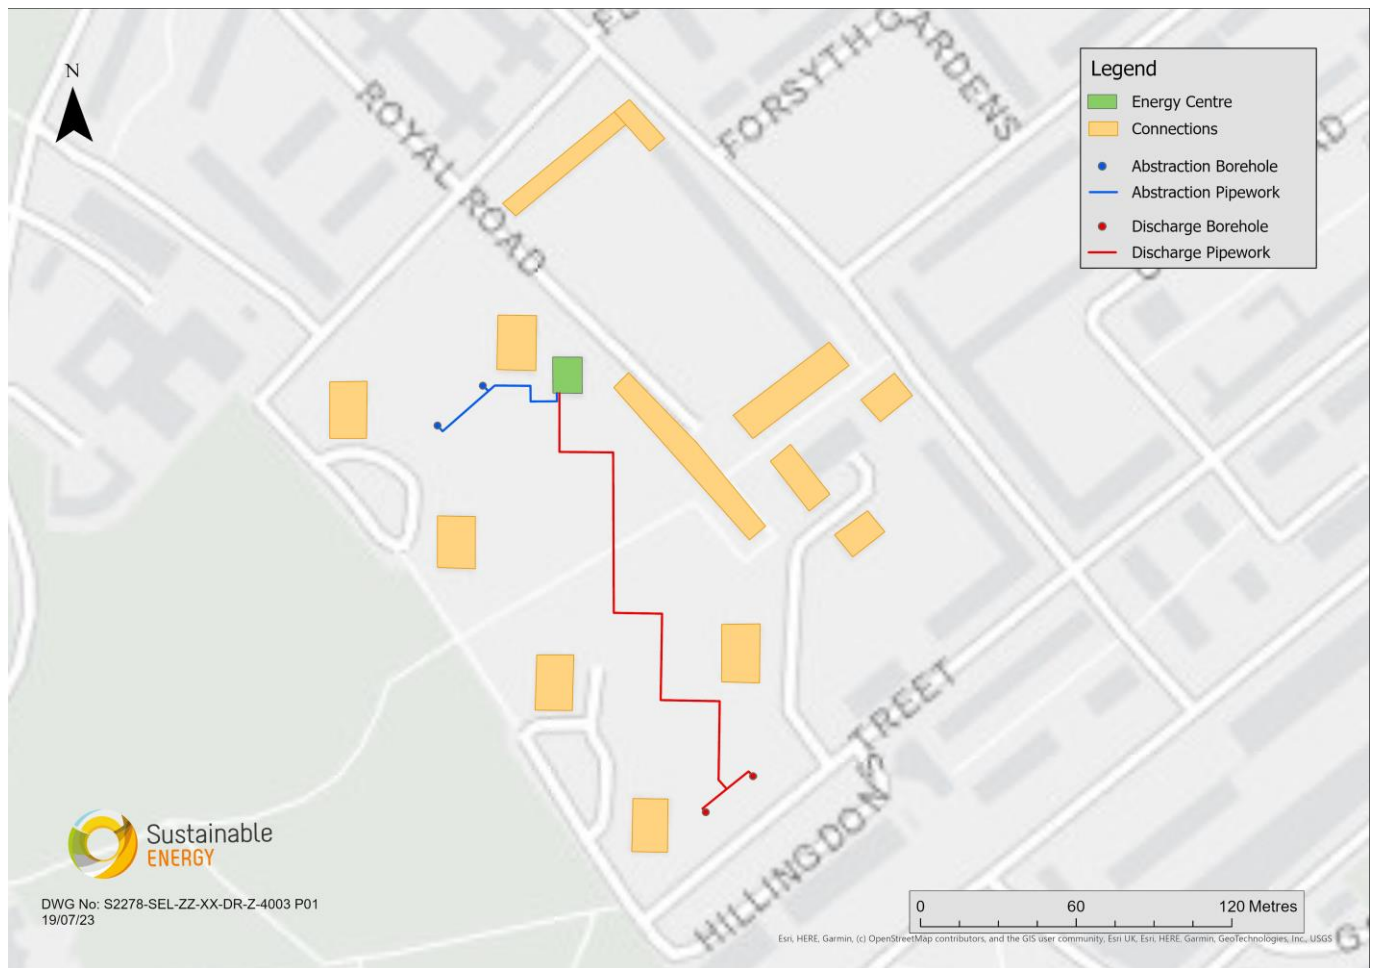 N
ROYAL ROAD
FORSYTH GARDENS
HILLINGDON STREET
Legend
Energy Centre
Connections
Abstraction Borehole
Abstraction Pipework
Discharge Borehole
Discharge Pipework
Sustainable
ENERGY
DWG No: S2278-SEL-ZZ-XX-DR-Z-4003 P01
19/07/23
0 60 120 Metres
Esri, HERE, Garmin, (c) OpenStreetMap contributors, and the GIS user community, Esri UK, Esri, HERE, Garmin, GeoTechnologies, Inc., USGS